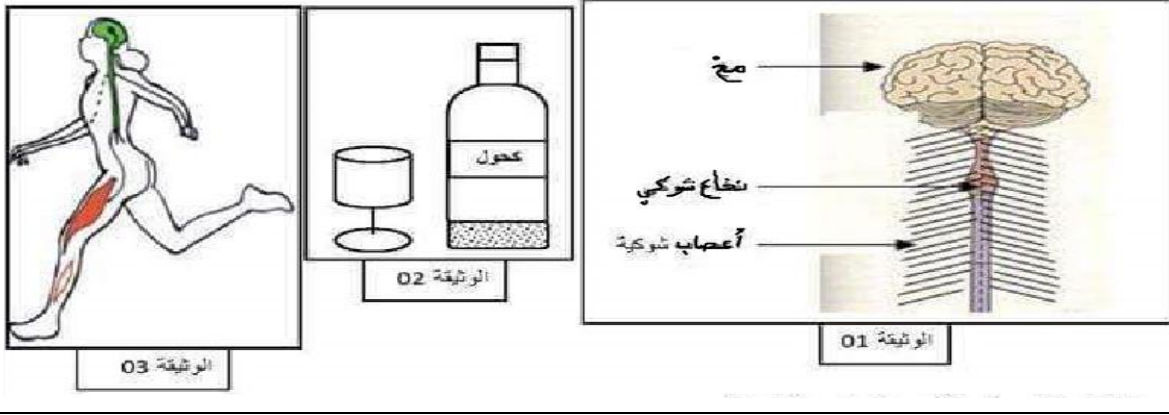 مخ
نخاع شوكي
أعصاب شوكية
الوثيقة 01
كحول
الوثيقة 02
الوثيقة 03